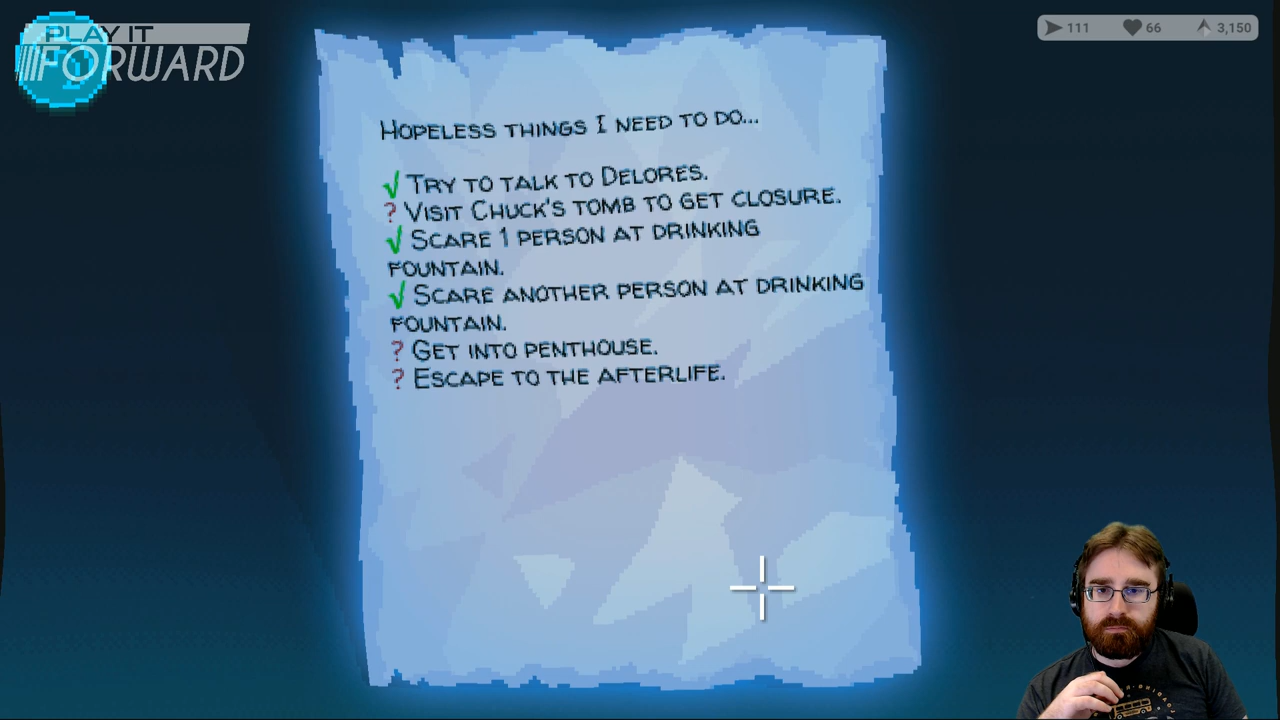 PLAY IT
FORWARD
111 66 3,150
Hopeless things I need to do...
√ Try to talk to Delores.
? Visit Chuck's tomb to get closure.
√ Scare 1 person at drinking
fountain.
√ Scare another person at drinking
fountain.
? Get into penthouse.
? Escape to the afterlife.